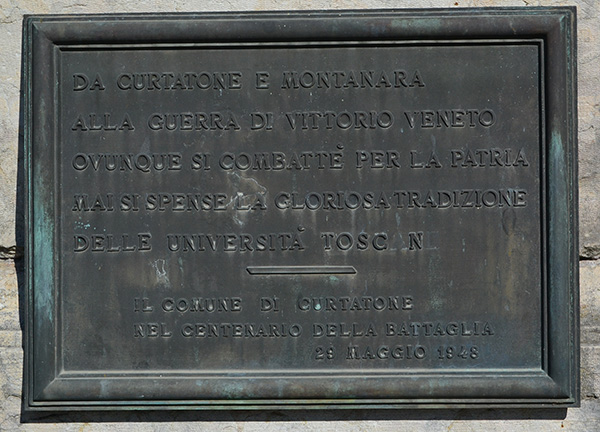 DA CURTATONE E MONTANARA
ALLA GUERRA DI VITTORIO VENETO
OVUNQUE SI COMBATTÈ PER LA PATRIA
MAI SI SPENSE LA GLORIOSA TRADIZIONE
DELLE UNIVERSITÀ TOSC N
IL COMUNE DI CURTATONE
NEL CENTENARIO DELLA BATTAGLIA
29 MAGGIO 1948